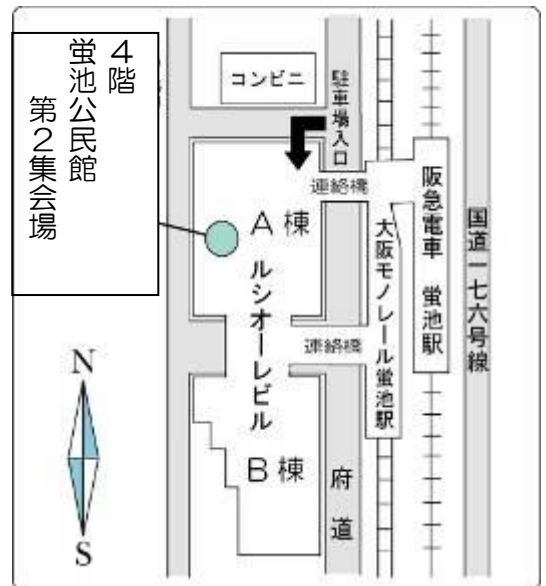 4階
蛍池公民館
第2集会場
コンビニ
駐車場入口
連絡橋
A棟
ルシオーレビル
連絡橋
B棟
府道
大阪モノレール蛍池駅
阪急電車 蛍池駅
国道一七六号線
N
S